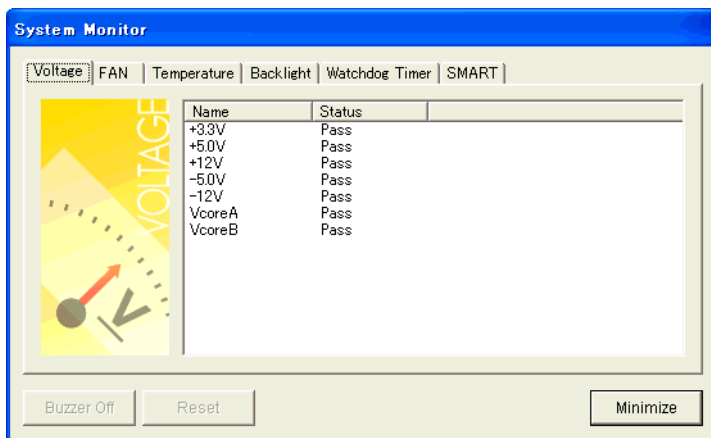 System Monitor
Voltage FAN Temperature Backlight Watchdog Timer SMART
VOLTAGE
V
Name Status
+3.3V Pass
+5.0V Pass
+12V Pass
-5.0V Pass
-12V Pass
VcoreA Pass
VcoreB Pass
Buzzer Off Reset Minimize